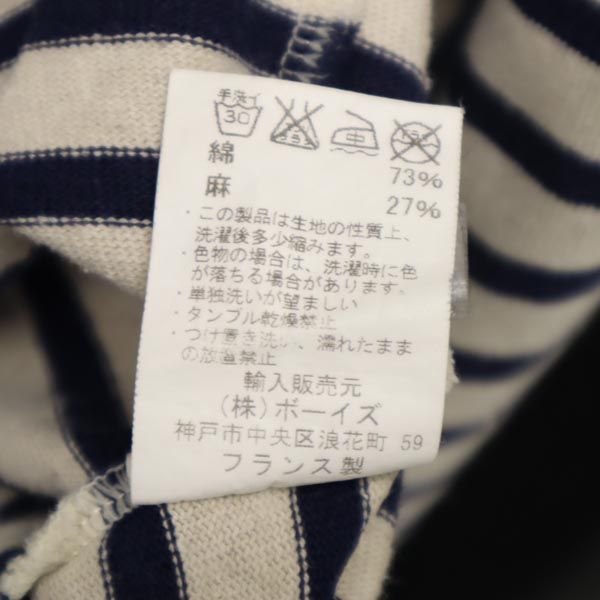 手洗イ
30
中
綿 73%
麻 27%
・この製品は生地の性質上、
洗濯後多少縮みます。
・色物の場合は、洗濯時に色
が落ちる場合があります。
・単独洗いが望ましい
・タンブル乾燥禁止
・つけ置き洗い、濡れたまま
の放置禁止
輸入販売元
(株)ボーイズ
神戸市中央区浪花町 59
フランス製